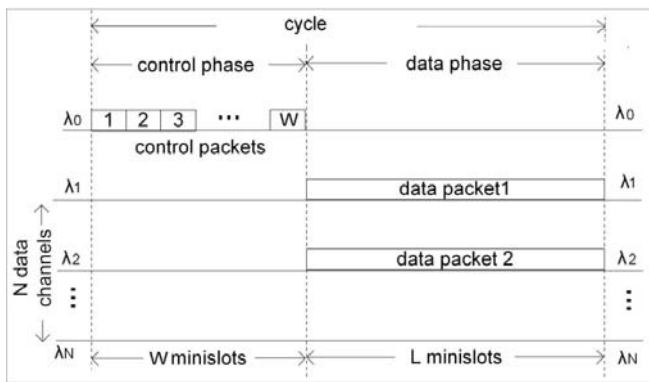 cycle
control phase data phase
λ0 1 2 3 ... W λ0
control packets
λ1 data packet1 λ1
λ2 data packet 2 λ2
N data
channels
... ...
λN W minislots L minislots λN